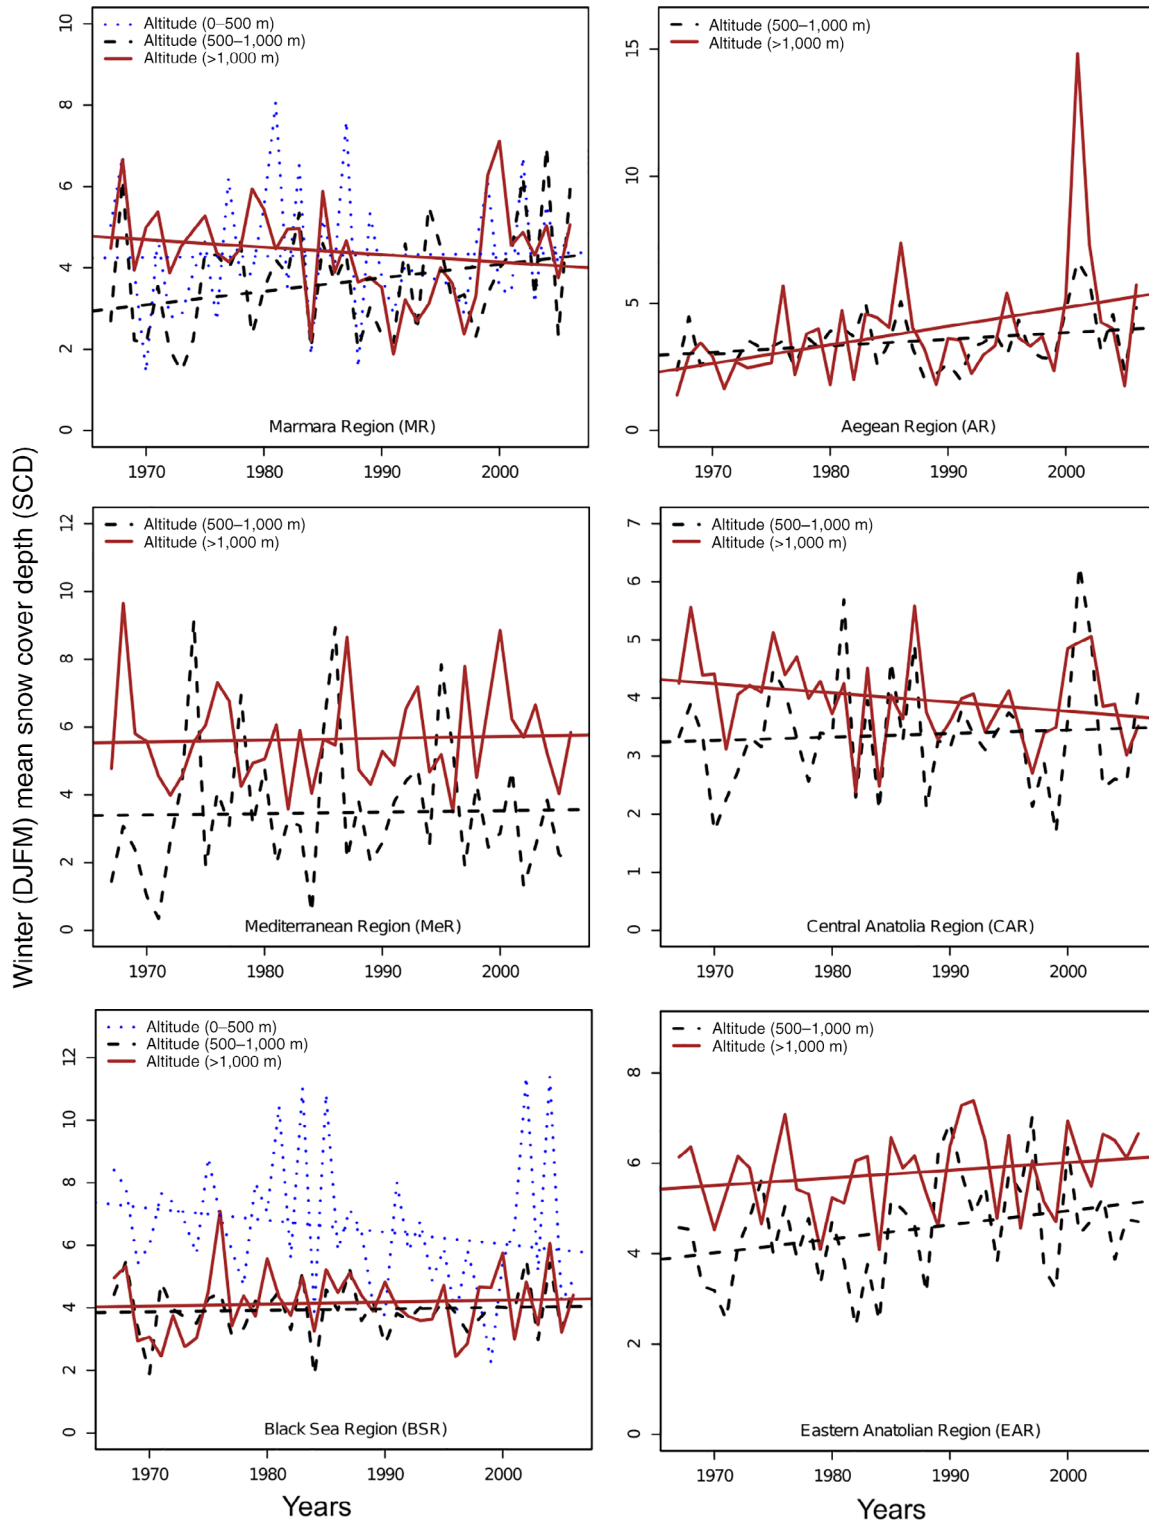 Winter (DJFM) mean snow cover depth (SCD)
Altitude (0–500 m)
Altitude (500–1,000 m)
Altitude (>1,000 m)
10
8
6
4
2
0
Marmara Region (MR)
1970 1980 1990 2000
Altitude (500–1,000 m)
Altitude (>1,000 m)
15
10
5
0
Aegean Region (AR)
1970 1980 1990 2000
Altitude (500–1,000 m)
Altitude (>1,000 m)
12
10
8
6
4
2
0
Mediterranean Region (MeR)
1970 1980 1990 2000
Altitude (500–1,000 m)
Altitude (>1,000 m)
7
6
5
4
3
2
1
0
Central Anatolia Region (CAR)
1970 1980 1990 2000
Altitude (0–500 m)
Altitude (500–1,000 m)
Altitude (>1,000 m)
12
10
8
6
4
2
0
Black Sea Region (BSR)
1970 1980 1990 2000
Years
Altitude (500–1,000 m)
Altitude (>1,000 m)
8
6
4
2
0
Eastern Anatolian Region (EAR)
1970 1980 1990 2000
Years